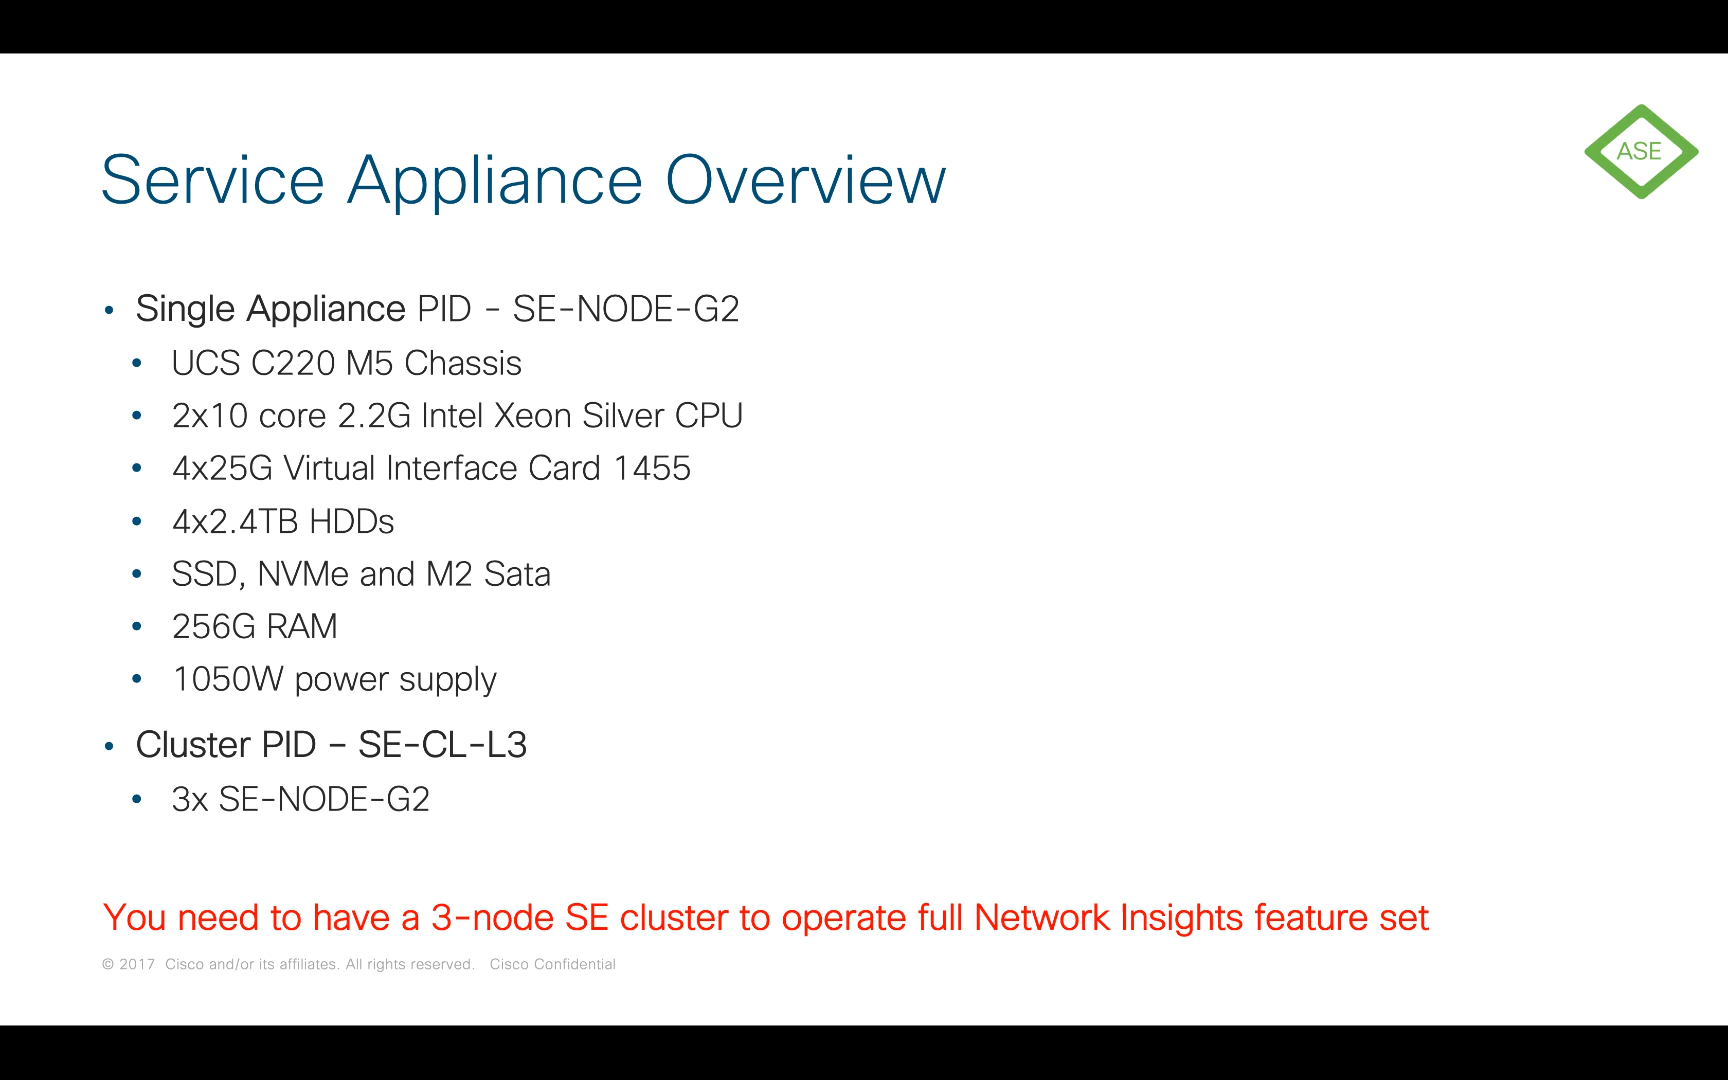 ASE
Service Appliance Overview
• Single Appliance PID - SE-NODE-G2
• UCS C220 M5 Chassis
• 2x10 core 2.2G Intel Xeon Silver CPU
• 4x25G Virtual Interface Card 1455
• 4x2.4TB HDDs
• SSD, NVMe and M2 Sata
• 256G RAM
• 1050W power supply
• Cluster PID – SE-CL-L3
• 3x SE-NODE-G2
You need to have a 3-node SE cluster to operate full Network Insights feature set
© 2017 Cisco and/or its affiliates. All rights reserved. Cisco Confidential